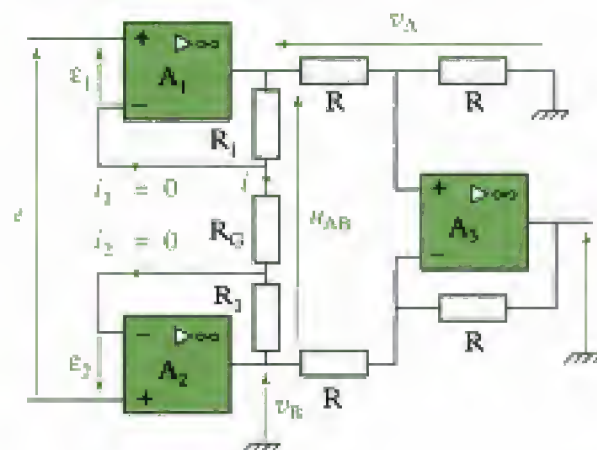 v_A
+ ▷∞
ε_1 A_1
−
R R
R_1
i_1 = 0 i
+ ▷∞
e R_G u_AB A_3
i_2 = 0
−
R_1
− ▷∞ R
ε_2 A_2
+ R
v_B